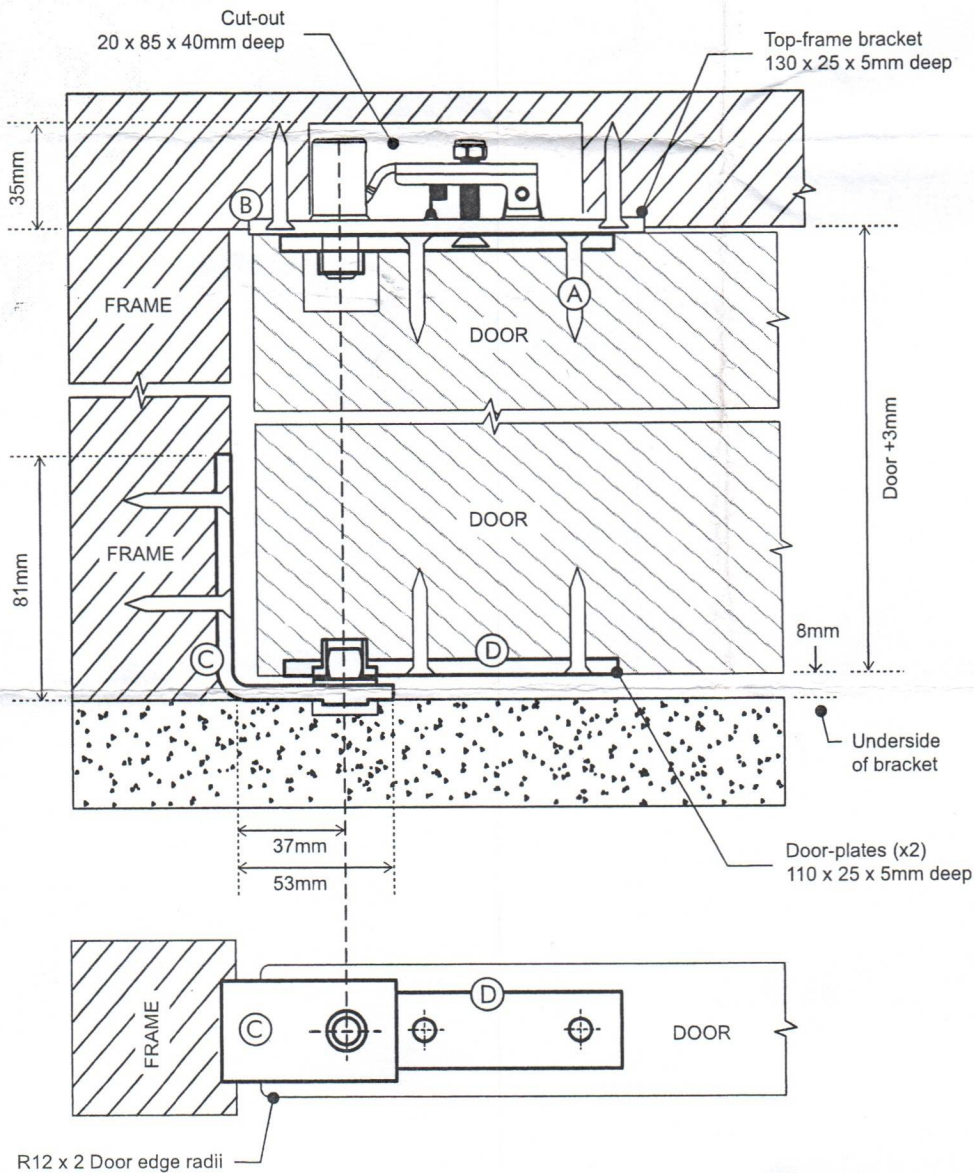 Cut-out
20 x 85 x 40mm deep
Top-frame bracket
130 x 25 x 5mm deep
35mm
B
A
FRAME
DOOR
Door +3mm
DOOR
FRAME
81mm
D
8mm
C
Underside
of bracket
37mm
53mm
Door-plates (x2)
110 x 25 x 5mm deep
D
C
FRAME
DOOR
R12 x 2 Door edge radii